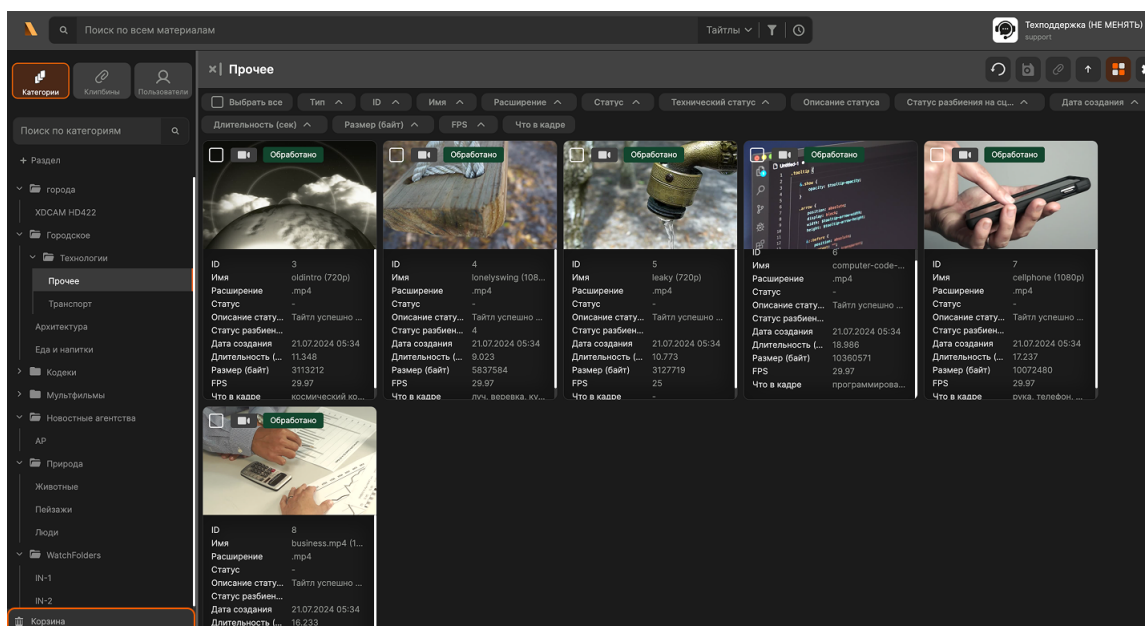 Поиск по всем материалам
Тайтлы
Техподдержка (НЕ МЕНЯТЬ)
support
Категории
Клипбины
Пользователи
Прочее
Поиск по категориям
Выбрать все
Тип
ID
Имя
Расширение
Статус
Технический статус
Описание статуса
Статус разбиения на сц...
Дата создания
Длительность (сек)
Размер (байт)
FPS
Что в кадре
+ Раздел
города
XDCAM HD422
Городское
Технологии
Прочее
Транспорт
Архитектура
Еда и напитки
Кодеки
Мультфильмы
Новостные агентства
AP
Природа
Животные
Пейзажи
Люди
WatchFolders
IN-1
IN-2
Корзина
Обработано
ID 3
Имя oldintro (720p)
Расширение .mp4
Статус -
Описание стату... Тайтл успешно ...
Статус разбиен...
Дата создания 21.07.2024 05:34
Длительность (... 11.348
Размер (байт) 3113212
FPS 29.97
Что в кадре космический ко...
Обработано
ID 4
Имя lonelyswing (108...
Расширение .mp4
Статус -
Описание стату... Тайтл успешно ...
Статус разбиен... 4
Дата создания 21.07.2024 05:34
Длительность (... 9.023
Размер (байт) 5837584
FPS 29.97
Что в кадре луч, веревка, ку...
Обработано
ID 5
Имя leaky (720p)
Расширение .mp4
Статус -
Описание стату... Тайтл успешно ...
Статус разбиен...
Дата создания 21.07.2024 05:34
Длительность (... 10.773
Размер (байт) 3127719
FPS 25
Что в кадре -
Обработано
ID 6
Имя computer-code-...
Расширение .mp4
Статус -
Описание стату... Тайтл успешно ...
Статус разбиен...
Дата создания 21.07.2024 05:34
Длительность (... 18.986
Размер (байт) 10360571
FPS 29.97
Что в кадре программирова...
Обработано
ID 7
Имя cellphone (1080p)
Расширение .mp4
Статус -
Описание стату... Тайтл успешно ...
Статус разбиен...
Дата создания 21.07.2024 05:34
Длительность (... 17.237
Размер (байт) 10072480
FPS 29.97
Что в кадре рука, телефон, ...
Обработано
ID 8
Имя business.mp4 (1...
Расширение .mp4
Статус -
Описание стату... Тайтл успешно ...
Статус разбиен...
Дата создания 21.07.2024 05:34
Длительность (... 16.233